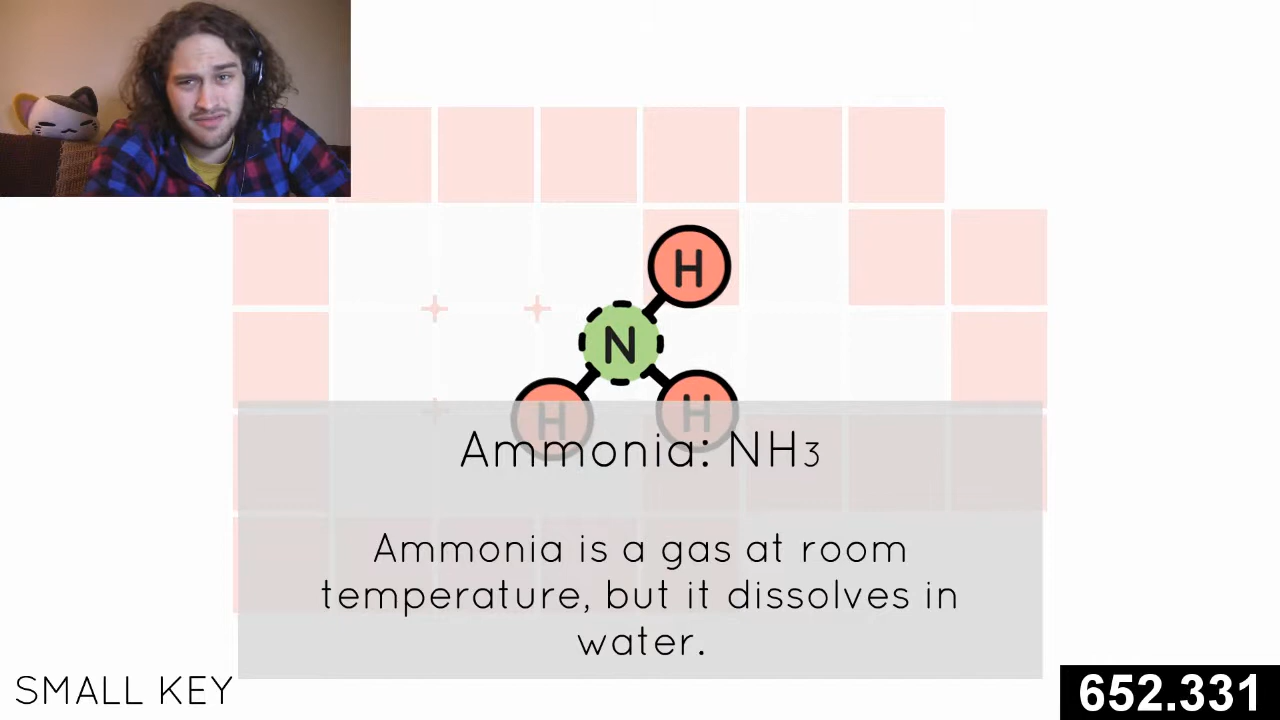 H
N
H
H
Ammonia: NH3
Ammonia is a gas at room
temperature, but it dissolves in
water.
SMALL KEY
652.331